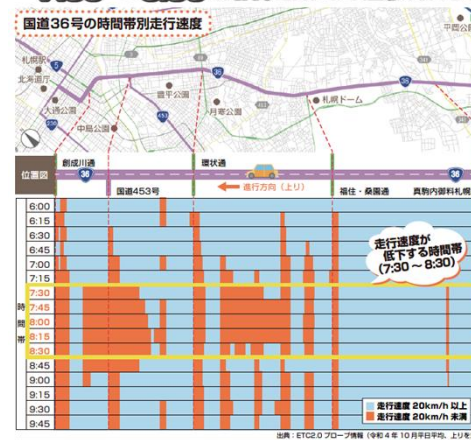 国道36号の時間帯別走行速度
平岡公
札幌駅
5
北海道庁
36
大通公園
豊平公園
453
中島公園
月寒公園
札幌ドーム
36
位置図
創成川通
36
国道453号
環状通
進行方向（上り）
36
福住・桑園通
真駒内御料札幌
時間帯
6:00
6:15
6:30
6:45
7:00
7:15
7:30
7:45
8:00
8:15
8:30
8:45
9:00
9:15
9:30
9:45
走行速度が
低下する時間帯
(7:30～8:30)
走行速度 20km/h 以上
走行速度 20km/h 未満
出典：ETC2.0 プローブ情報（令和4年10月平日平均、上りを